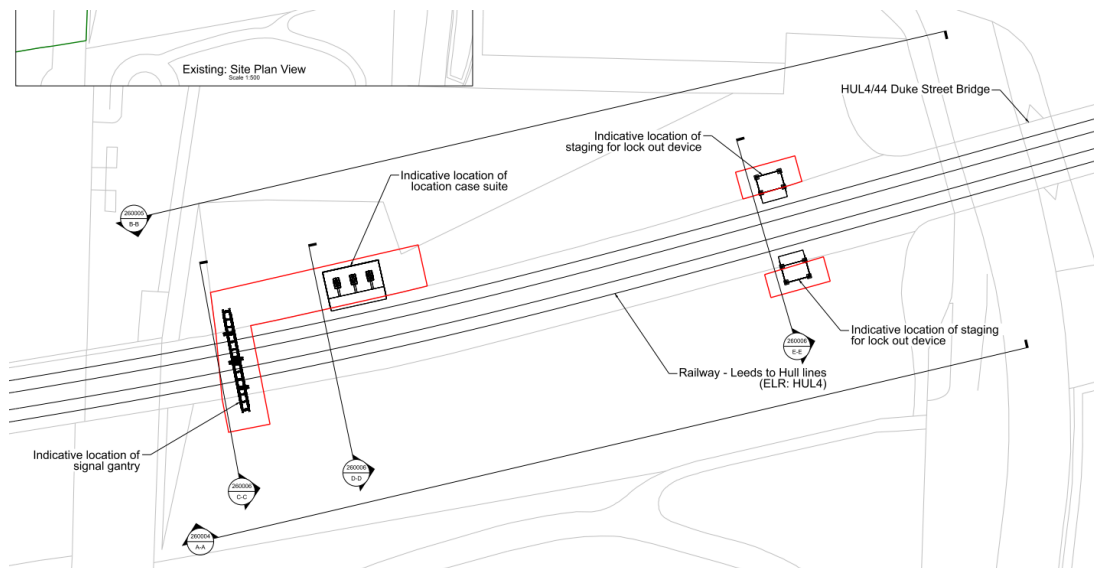 Existing: Site Plan View
Scale 1:500
HUL4/44 Duke Street Bridge
Indicative location of
staging for lock out device
Indicative location of
location case suite
260005
B-B
Indicative location of staging
for lock out device
260006
E-E
Railway - Leeds to Hull lines
(ELR: HUL4)
Indicative location of
signal gantry
260006
D-D
260006
C-C
260004
A-A